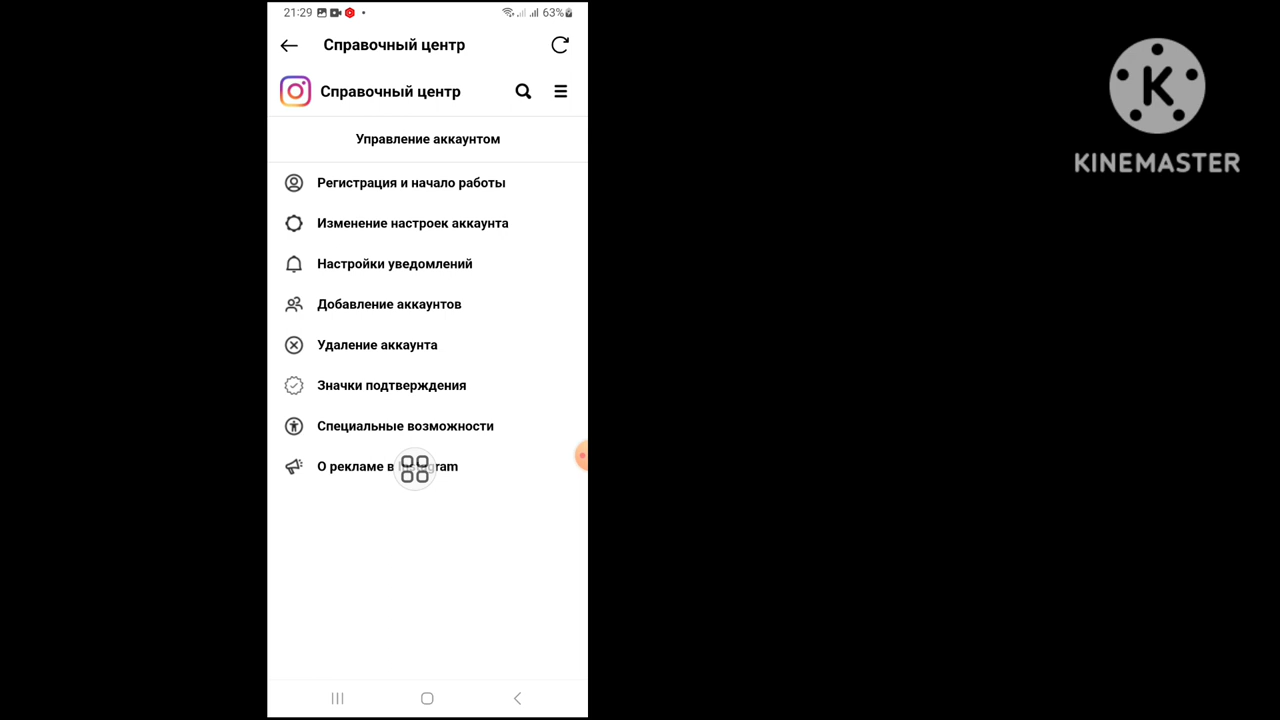 21:29
63%
Справочный центр
Справочный центр
Управление аккаунтом
Регистрация и начало работы
Изменение настроек аккаунта
Настройки уведомлений
Добавление аккаунтов
Удаление аккаунта
Значки подтверждения
Специальные возможности
О рекламе в Instagram
K
KINEMASTER